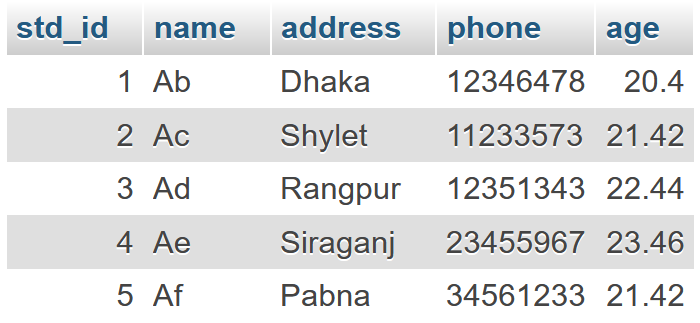 std_id name address phone age
1 Ab Dhaka 12346478 20.4
2 Ac Shylet 11233573 21.42
3 Ad Rangpur 12351343 22.44
4 Ae Siraganj 23455967 23.46
5 Af Pabna 34561233 21.42